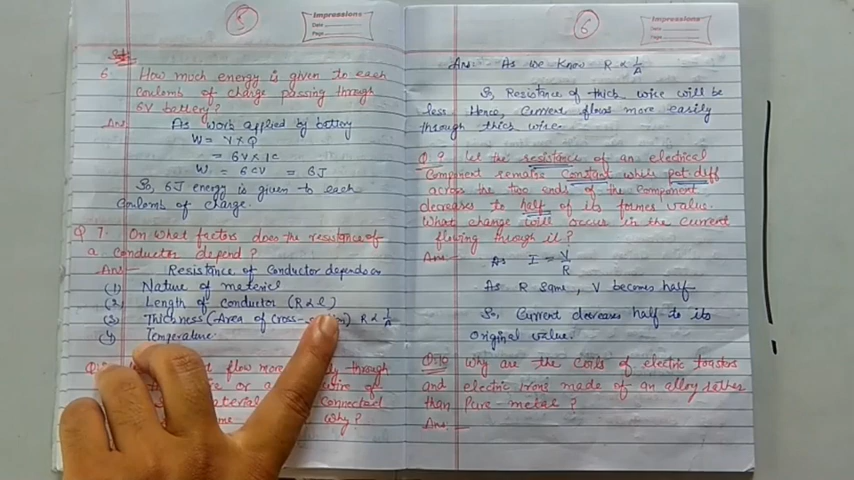 5
Impressions
Date
Page
6. How much energy is given to each
Coulomb of charge passing through
6V battery?
Ans As work applied by battery
W = V × Q
= 6V × 1C
W = 6CV = 6J
So, 6J energy is given to each
Coulomb of charge.
Q 7. On what factors does the resistance of
a conductor depend?
Ans:- Resistance of Conductor depends on
(1) Nature of material
(2) Length of conductor (R ∝ l)
(3) Thickness (Area of cross- R ∝ 1/A
(4) Temperature.
flow more through
or a wire of
Connected
Why?
6
Impressions
Date
Page
Ans:- As we know R ∝ 1/A
So, Resistance of thick wire will be
less. Hence, Current flows more easily
through thick wire.
Q. 9 Let the resistance of an electrical
Component remains constant while pot. diff
across the two ends of the component
decreases to half of its former value.
What change will occur in the current
flowing through it?
Ans:- As I = V/R
As R same, V becomes half
So, Current decreases half to its
original value.
Q.10 Why are the Coils of electric toasters
and electric irons made of an alloy rather
than Pure metal?
Ans:-